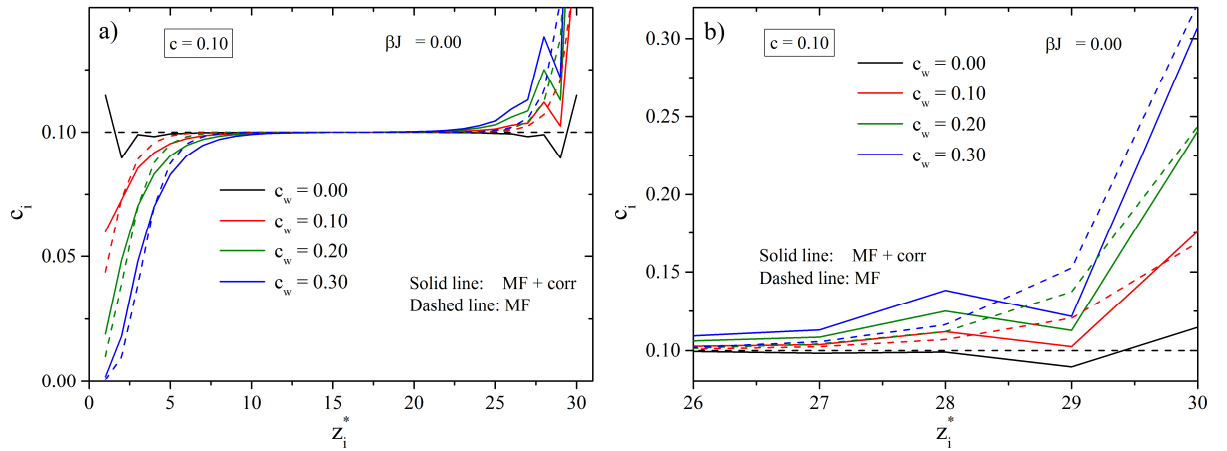 a)
c = 0.10
βJ = 0.00
c_w = 0.00
c_w = 0.10
c_w = 0.20
c_w = 0.30
Solid line: MF + corr
Dashed line: MF
0.10
0.05
0.00
c_i
0 5 10 15 20 25 30
z_i^*
b)
c = 0.10
βJ = 0.00
c_w = 0.00
c_w = 0.10
c_w = 0.20
c_w = 0.30
Solid line: MF + corr
Dashed line: MF
0.30
0.25
0.20
0.15
0.10
c_i
26 27 28 29 30
z_i^*